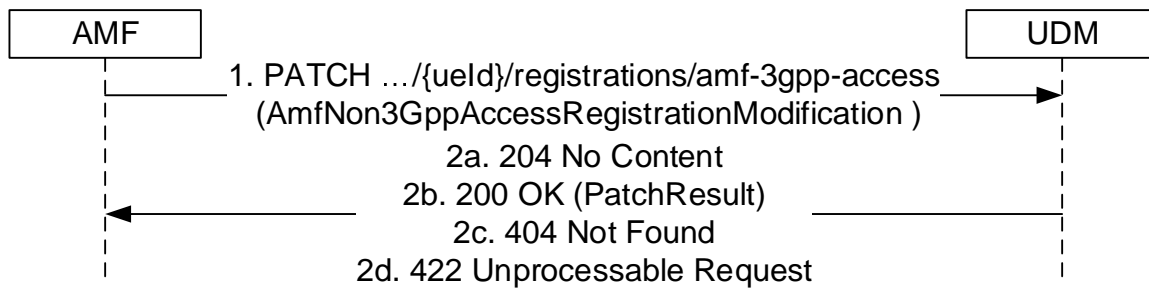 AMF
UDM
1. PATCH .../{ueId}/registrations/amf-3gpp-access
(AmfNon3GppAccessRegistrationModification )
2a. 204 No Content
2b. 200 OK (PatchResult)
2c. 404 Not Found
2d. 422 Unprocessable Request